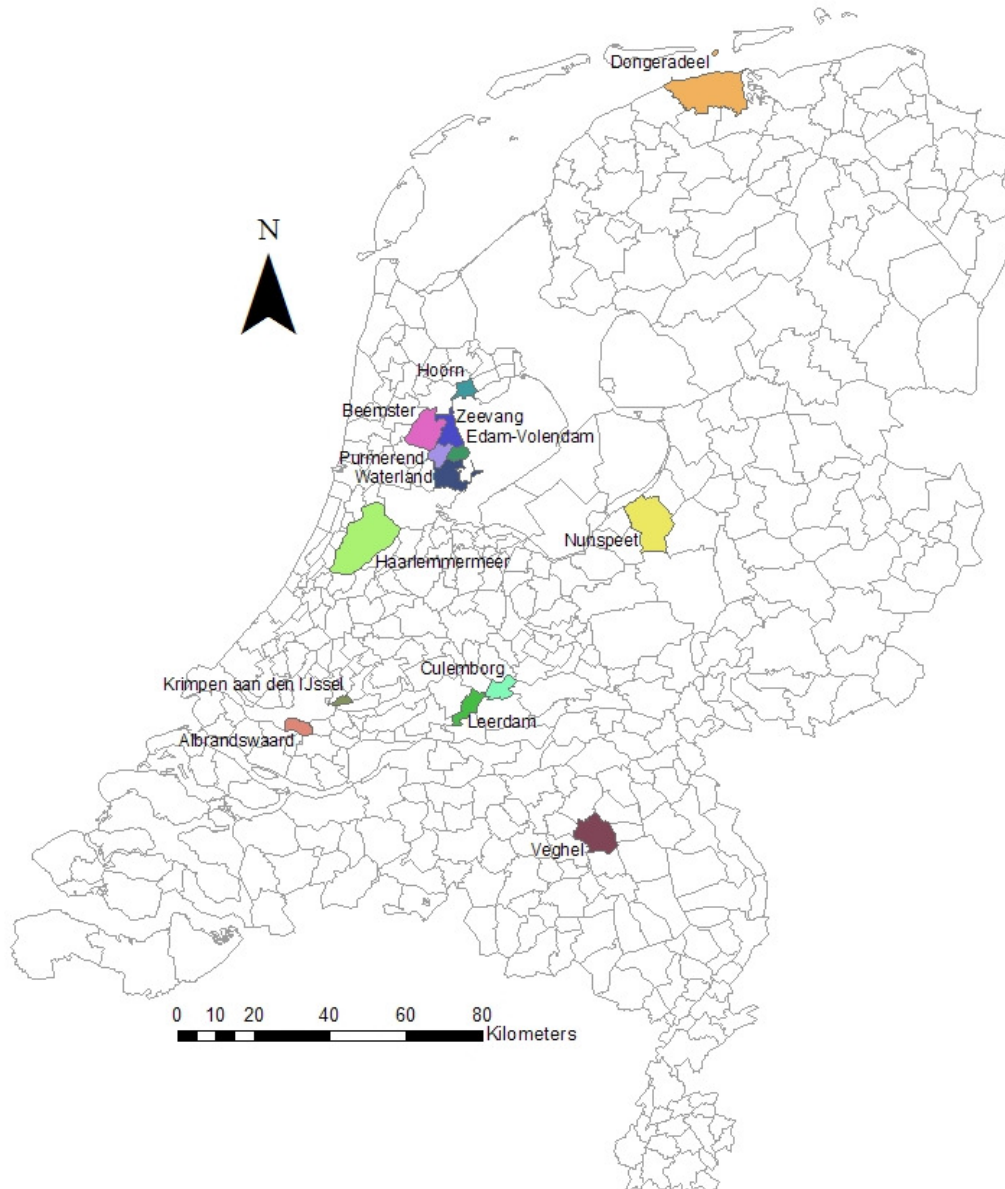 Dongeradeel
N
Hoorn
Beemster
Zeevang
Edam-Volendam
Purmerend
Waterland
Nunspeet
Haarlemmermeer
Culemborg
Krimpen aan den IJssel
Leerdam
Albrandswaard
Veghel
0 10 20 40 60 80
Kilometers